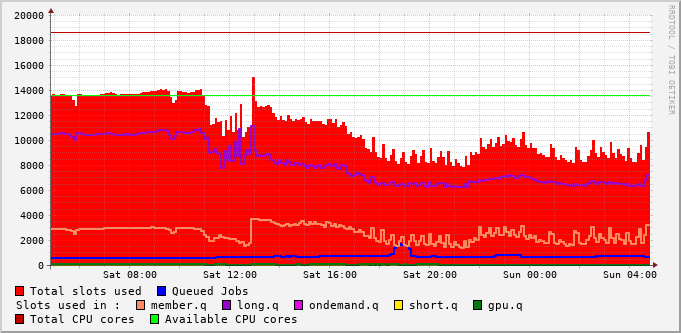 RRDTOOL / TOBI OETIKER
20000
18000
16000
14000
12000
10000
8000
6000
4000
2000
0
Sat 08:00 Sat 12:00 Sat 16:00 Sat 20:00 Sun 00:00 Sun 04:00
Total slots used Queued Jobs
Slots used in : member.q long.q ondemand.q short.q gpu.q
Total CPU cores Available CPU cores